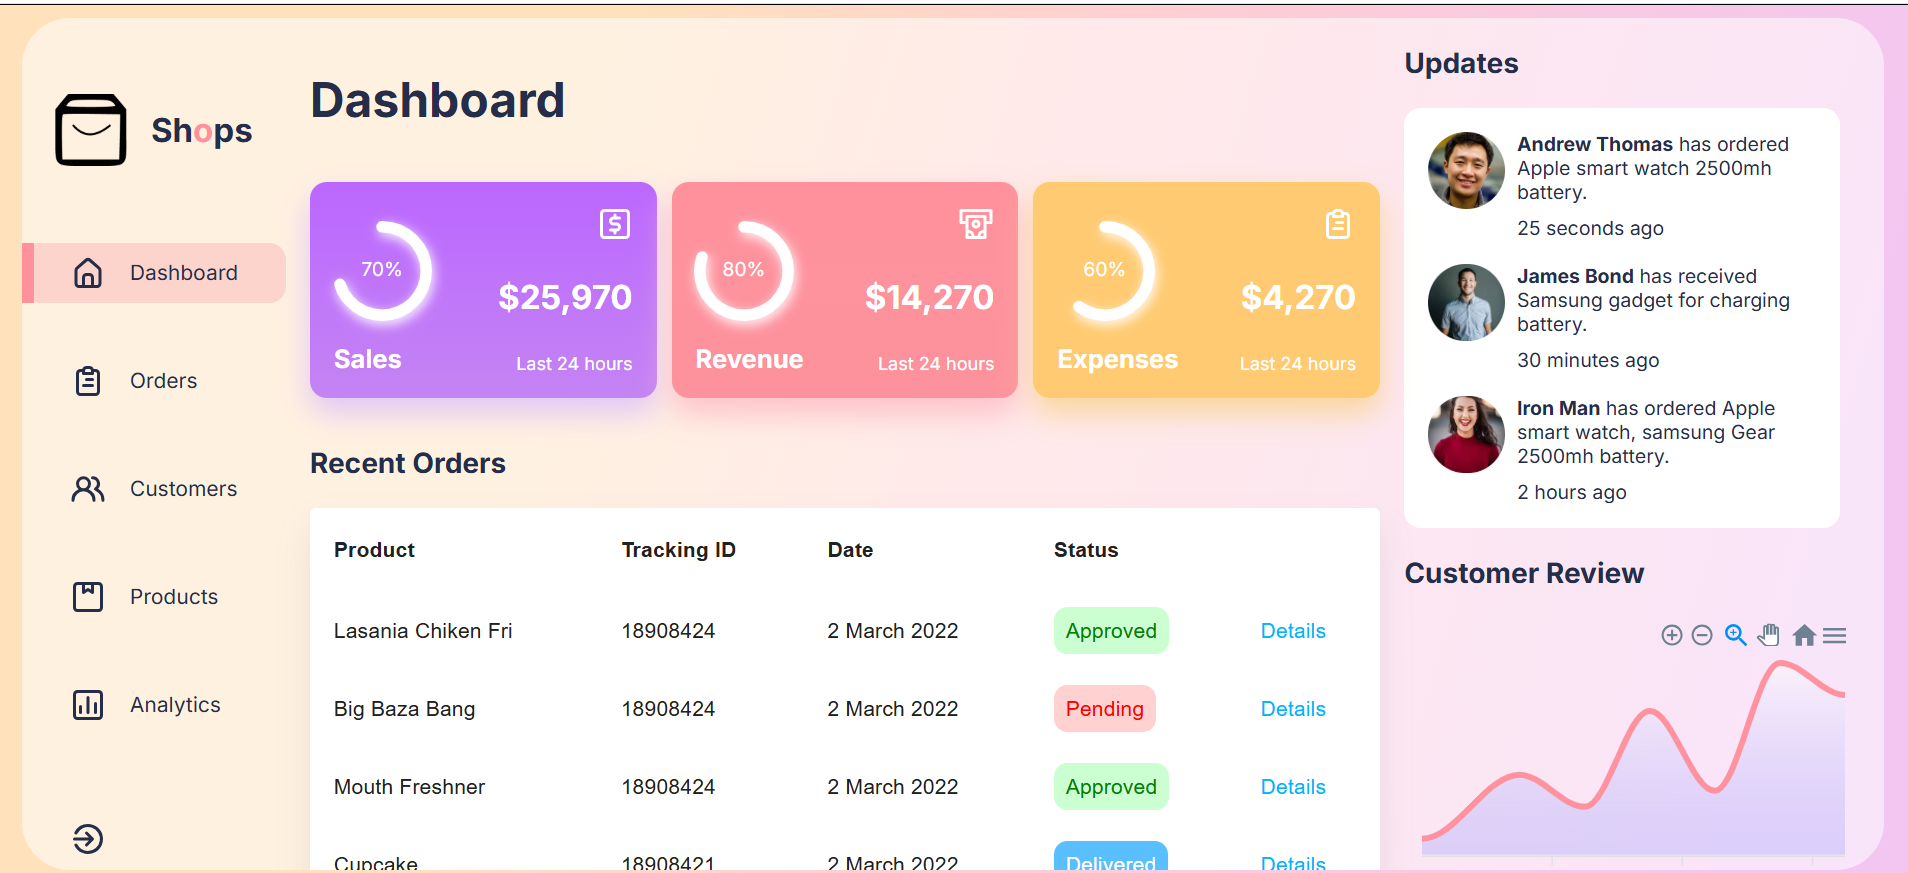 Shops
Dashboard
Orders
Customers
Products
Analytics
Dashboard
70%
$25,970
Sales
Last 24 hours
80%
$14,270
Revenue
Last 24 hours
60%
$4,270
Expenses
Last 24 hours
Recent Orders
Product Tracking ID Date Status
Lasania Chiken Fri 18908424 2 March 2022 Approved Details
Big Baza Bang 18908424 2 March 2022 Pending Details
Mouth Freshner 18908424 2 March 2022 Approved Details
Cupcake 18908421 2 March 2022 Delivered Details
Updates
Andrew Thomas has ordered
Apple smart watch 2500mh
battery.
25 seconds ago
James Bond has received
Samsung gadget for charging
battery.
30 minutes ago
Iron Man has ordered Apple
smart watch, samsung Gear
2500mh battery.
2 hours ago
Customer Review